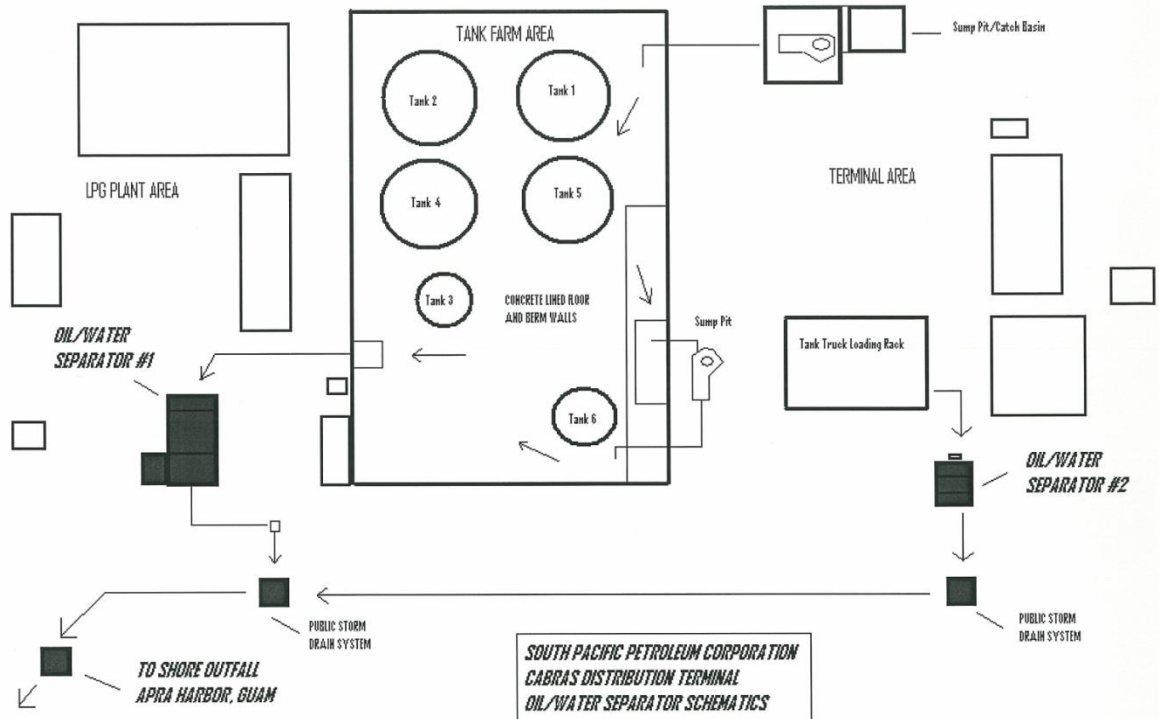 TANK FARM AREA
Sump Pit/Catch Basin
Tank 2
Tank 1
LPG PLANT AREA
TERMINAL AREA
Tank 4
Tank 5
Tank 3
CONCRETE LINED FLOOR
AND BERM WALLS
Sump Pit
OIL/WATER
SEPARATOR #1
Tank Truck Loading Rack
Tank 6
OIL/WATER
SEPARATOR #2
PUBLIC STORM
DRAIN SYSTEM
PUBLIC STORM
DRAIN SYSTEM
TO SHORE OUTFALL
APRA HARBOR, GUAM
SOUTH PACIFIC PETROLEUM CORPORATION
CABRAS DISTRIBUTION TERMINAL
OIL/WATER SEPARATOR SCHEMATICS